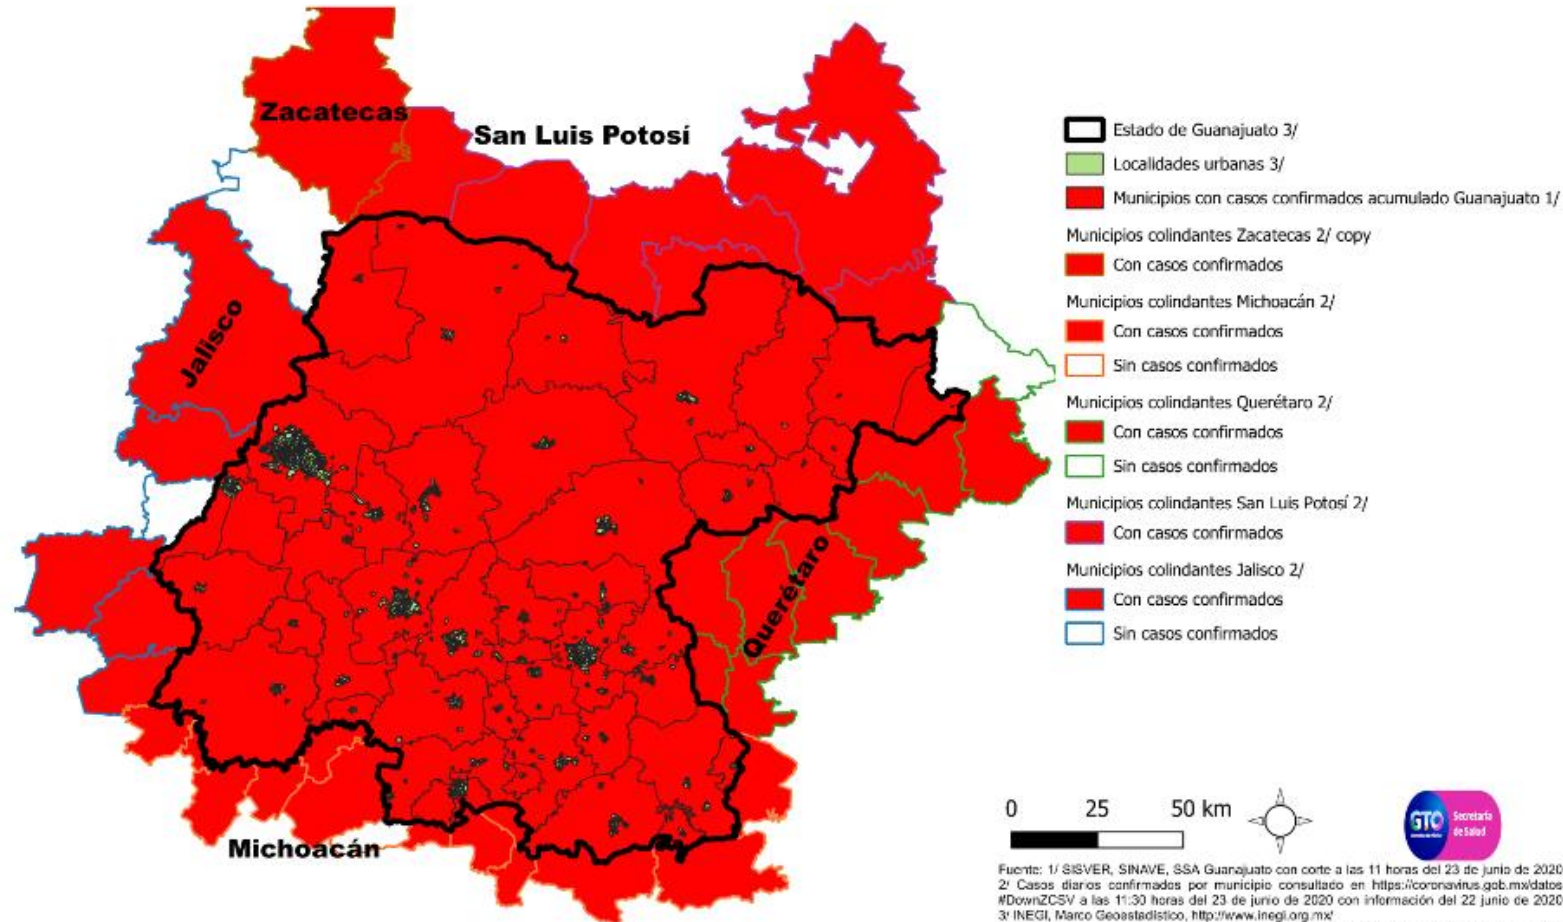 Zacatecas
San Luis Potosí
Jalisco
Querétaro
Michoacán
Estado de Guanajuato 3/
Localidades urbanas 3/
Municipios con casos confirmados acumulado Guanajuato 1/
Municipios colindantes Zacatecas 2/ copy
Con casos confirmados
Municipios colindantes Michoacán 2/
Con casos confirmados
Sin casos confirmados
Municipios colindantes Querétaro 2/
Con casos confirmados
Sin casos confirmados
Municipios colindantes San Luis Potosí 2/
Con casos confirmados
Municipios colindantes Jalisco 2/
Con casos confirmados
Sin casos confirmados
0 25 50 km
GTO
Secretaría
de Salud
Fuente: 1/ SISVER, SINAVE, SSA Guanajuato con corte a las 11 horas del 23 de junio de 2020
2/ Casos diarios confirmados por municipio consultado en https://coronavirus.gob.mx/datos
#DownZCSV a las 11:30 horas del 23 de junio de 2020 con información del 22 junio de 2020
3/ INEGI, Marco Geoestadístico, http://www.inegi.org.mx/